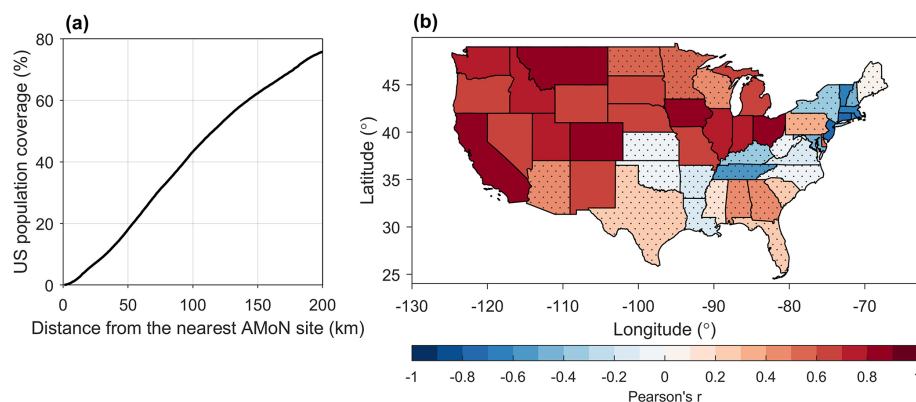 (a)
US population coverage (%)
80
60
40
20
0
0 50 100 150 200
Distance from the nearest AMoN site (km)
(b)
Latitude (°)
45
40
35
30
25
-130 -120 -110 -100 -90 -80 -70
Longitude (°)
-1 -0.8 -0.6 -0.4 -0.2 0 0.2 0.4 0.6 0.8 1
Pearson's r